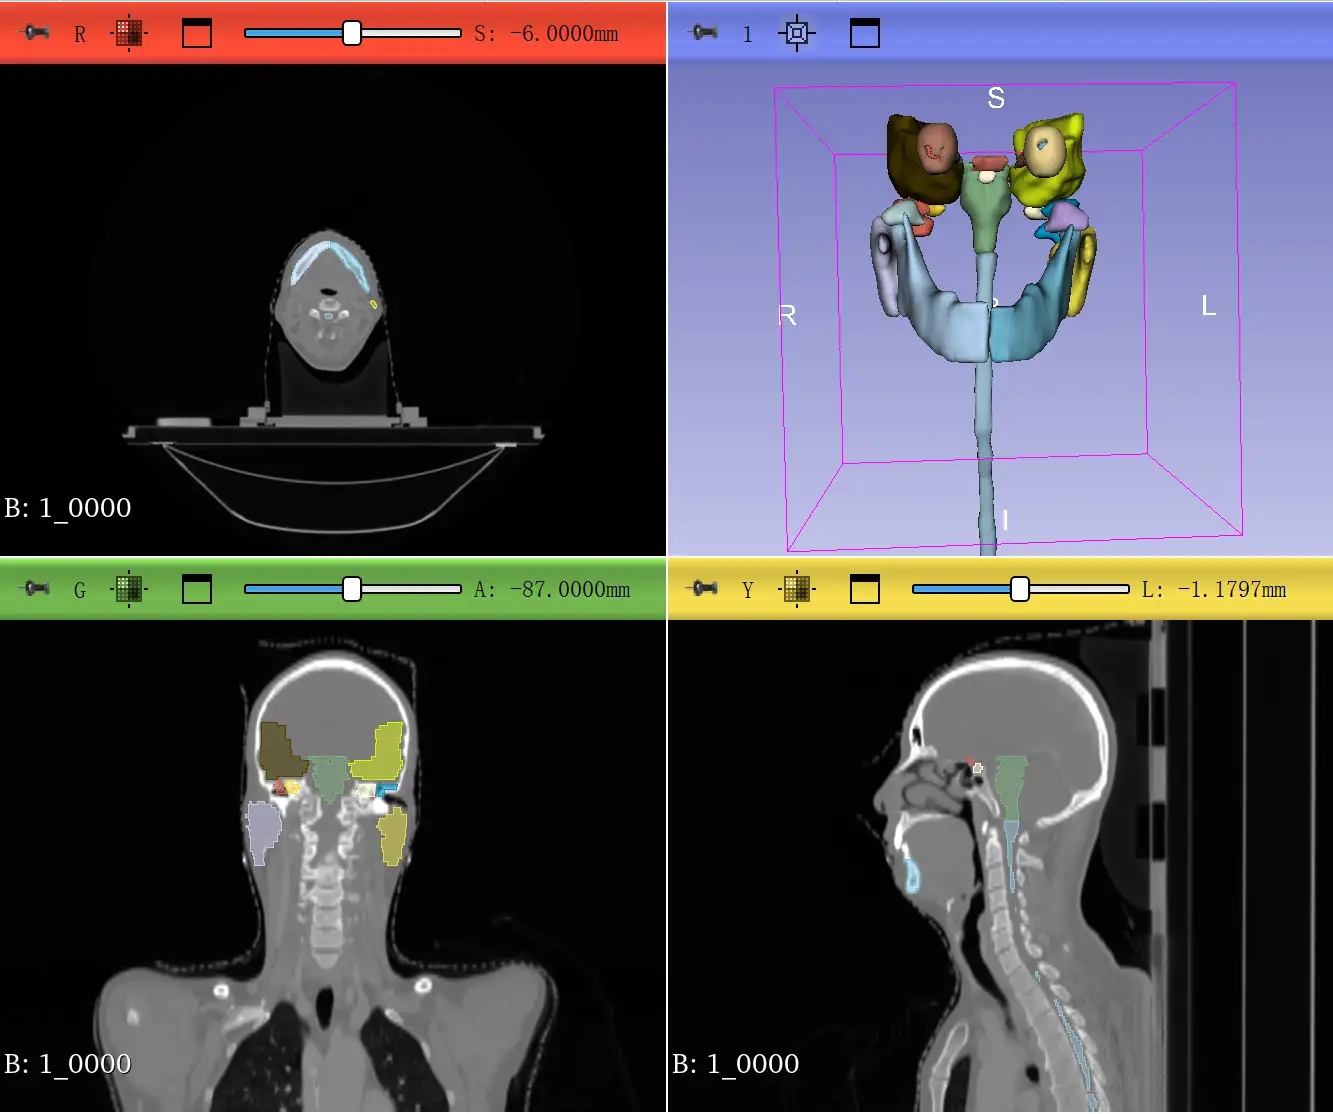 R S: -6.0000mm
1
S
R
L
P
I
B: 1_0000
G A: -87.0000mm
Y L: -1.1797mm
B: 1_0000
B: 1_0000